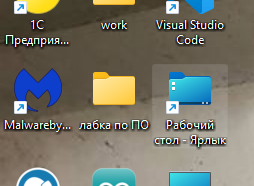 1С
Предприя...
work
Visual Studio
Code
Malwareby...
лабка по ПО
Рабочий
стол - Ярлык